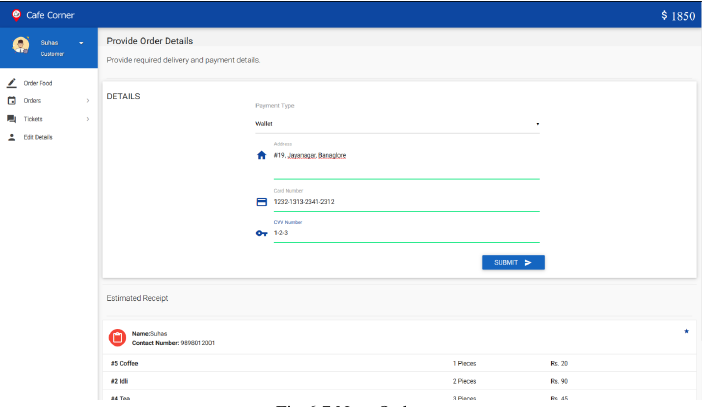 Cafe Corner
$ 1850
Suhas
Customer
Order Food
Orders
Tickets
Edit Details
Provide Order Details
Provide required delivery and payment details.
DETAILS
Payment Type
Wallet
Address
#19, Jayanagar, Banaglore
Card Number
1232-1313-2341-2312
CVV Number
1-2-3
SUBMIT
Estimated Receipt
Name:Suhas
Contact Number: 9898012001
#5 Coffee 1 Pieces Rs. 20
#2 Idli 2 Pieces Rs. 90
#4 Tea 3 Pieces Rs. 45